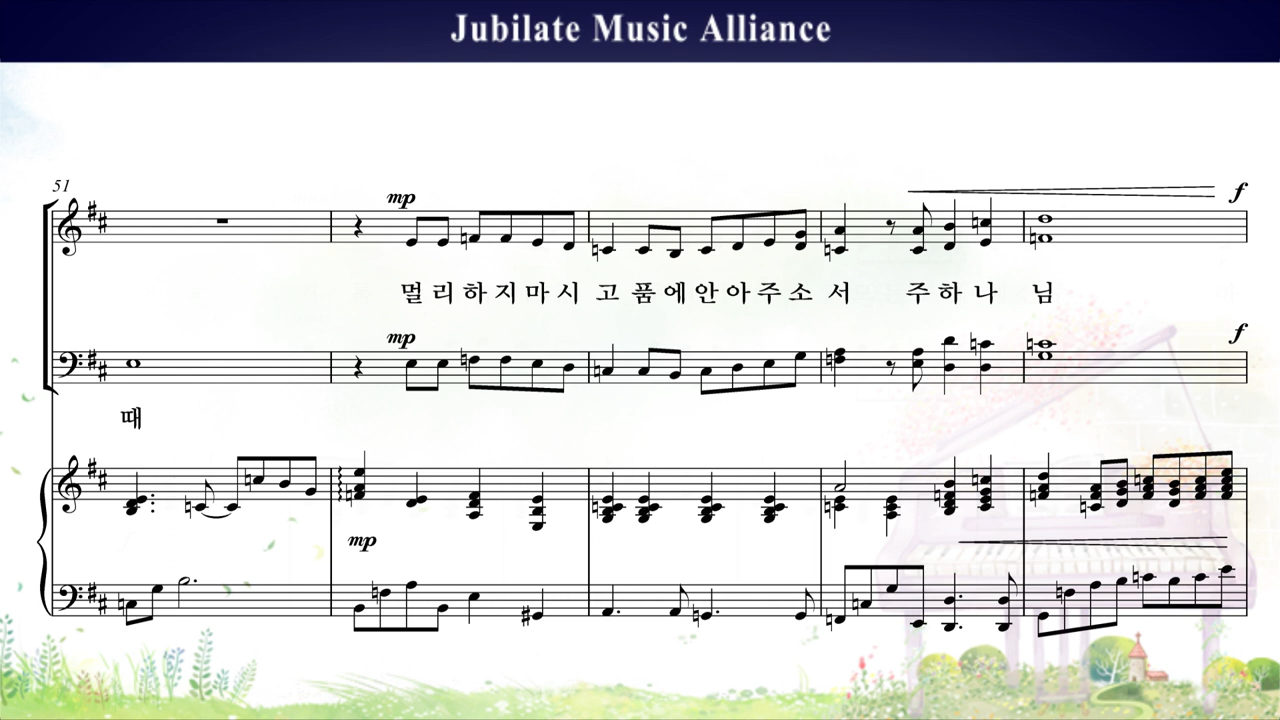 Jubilate Music Alliance
51
mp
f
멀 리 하 지 마 시 고 품 에 안 아 주 소 서 주 하 나 님
mp
f
때
mp